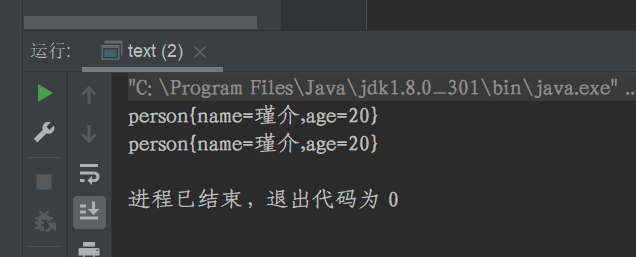 运行: text (2)
"C:\Program Files\Java\jdk1.8.0_301\bin\java.exe" ...
person{name=瑾介,age=20}
person{name=瑾介,age=20}
进程已结束，退出代码为 0